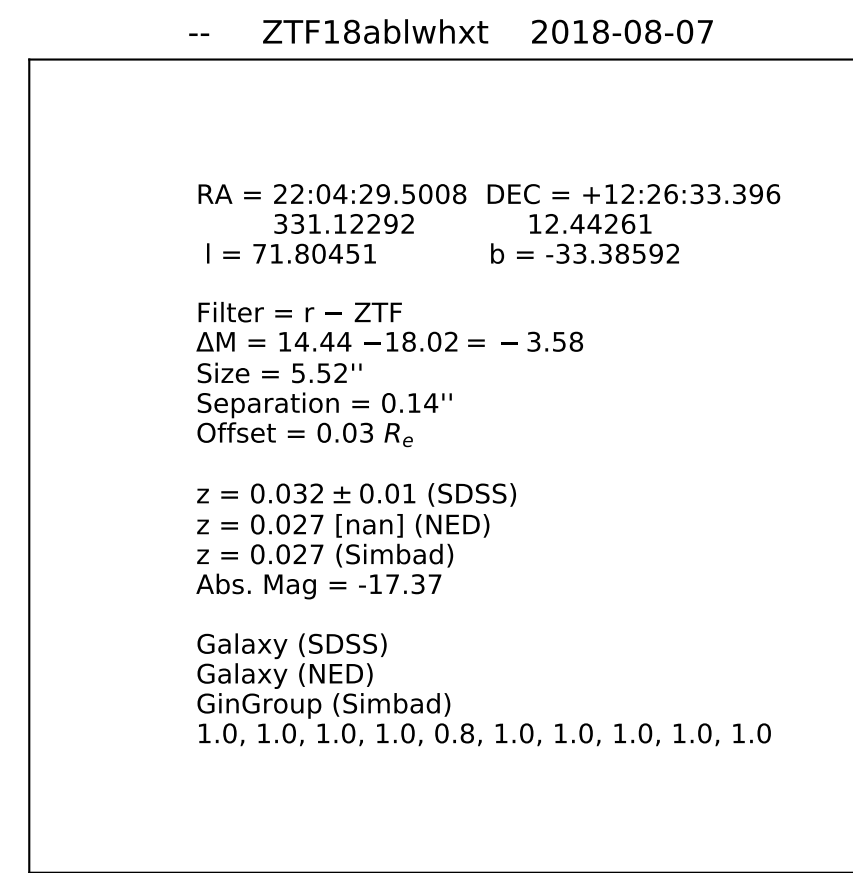 -- ZTF18ablwhxt 2018-08-07
RA = 22:04:29.5008 DEC = +12:26:33.396
331.12292 12.44261
l = 71.80451 b = -33.38592
Filter = r − ZTF
ΔM = 14.44 −18.02 = − 3.58
Size = 5.52''
Separation = 0.14''
Offset = 0.03 Rₑ
z = 0.032 ± 0.01 (SDSS)
z = 0.027 [nan] (NED)
z = 0.027 (Simbad)
Abs. Mag = -17.37
Galaxy (SDSS)
Galaxy (NED)
GinGroup (Simbad)
1.0, 1.0, 1.0, 1.0, 0.8, 1.0, 1.0, 1.0, 1.0, 1.0